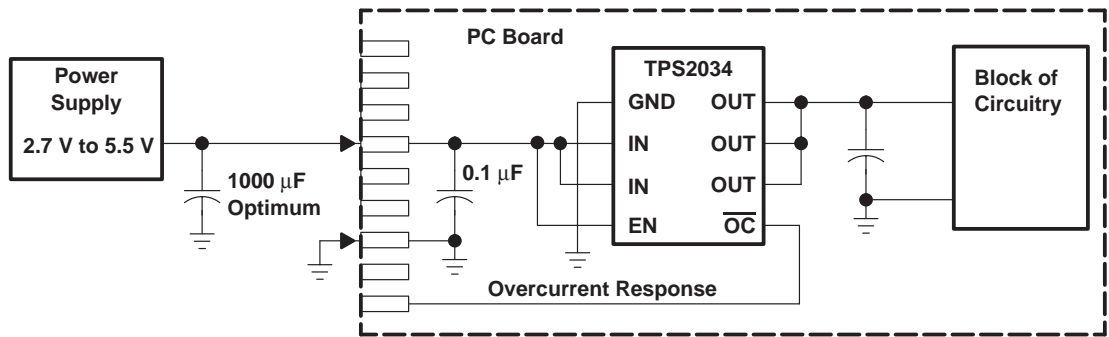 PC Board
Power
Supply
2.7 V to 5.5 V
1000 μF
Optimum
0.1 μF
TPS2034
GND OUT
IN OUT
IN OUT
EN O̅C̅
Block of
Circuitry
Overcurrent Response